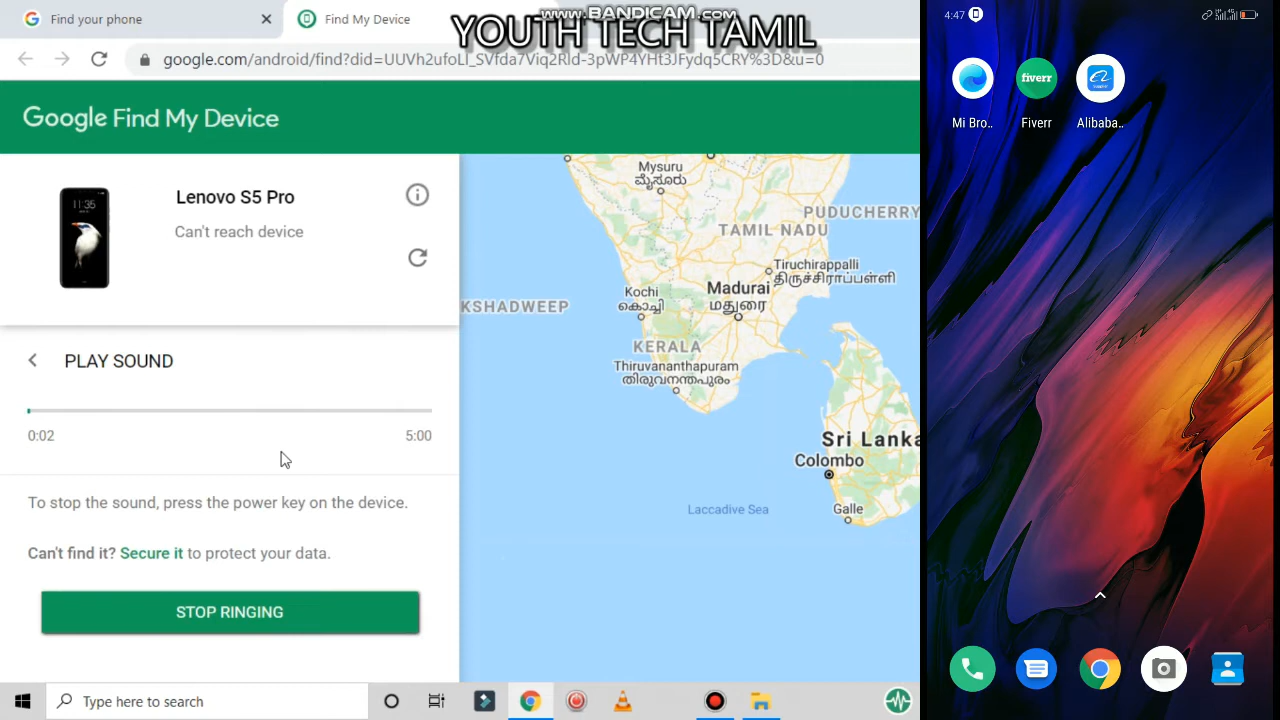 Find your phone
Find My Device
www.BANDICAM.com
YOUTH TECH TAMIL
google.com/android/find?did=UUVh2ufoLl_SVfda7Viq2Rld-3pWP4YHt3JFydq5CRY%3D&u=0
Google Find My Device
11:35
Lenovo S5 Pro
Can't reach device
PLAY SOUND
0:02
5:00
To stop the sound, press the power key on the device.
Can't find it? Secure it to protect your data.
STOP RINGING
Mysuru
ಮೈಸೂರು
PUDUCHERRY
TAMIL NADU
Tiruchirappalli
திருச்சிராப்பள்ளி
Kochi
കൊച്ചി
Madurai
மதுரை
KSHADWEEP
KERALA
Thiruvananthapuram
തിരുവനന്തപുരം
Sri Lanka
Colombo
Laccadive Sea
Galle
Type here to search
4:47
fiverr
Mi Bro..
Fiverr
Alibaba..